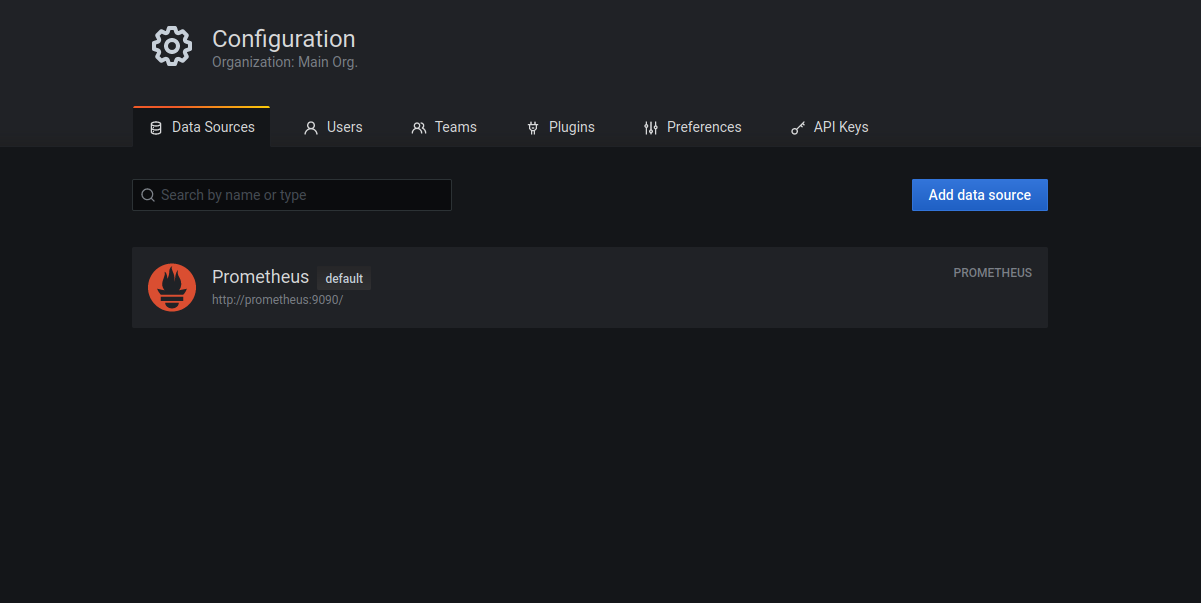 Configuration
Organization: Main Org.
Data Sources Users Teams Plugins Preferences API Keys
Search by name or type Add data source
Prometheus default PROMETHEUS
http://prometheus:9090/